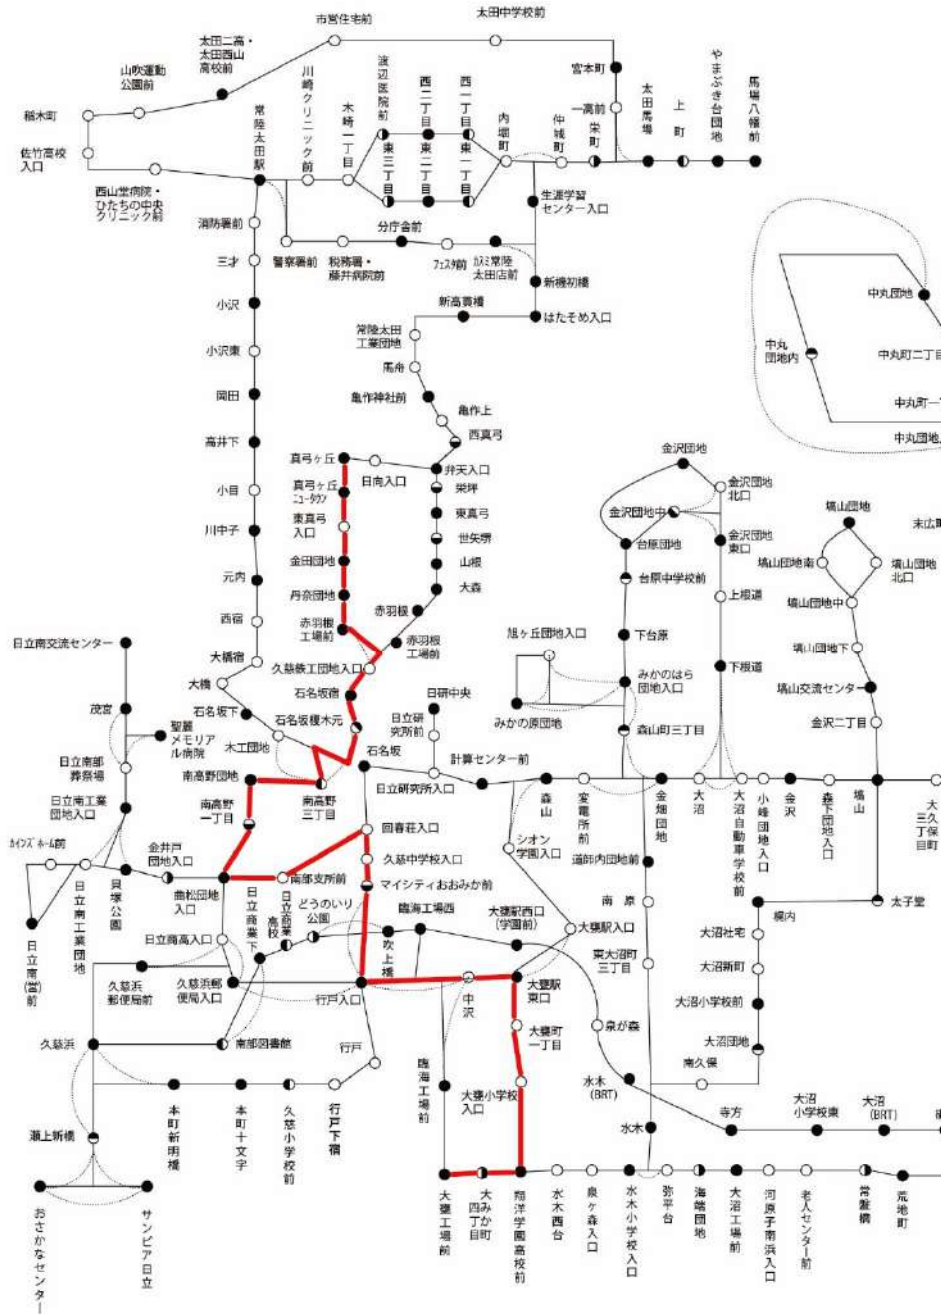 市営住宅前
太田中学校前
太田二高・
太田西山
高校前
山吹運動
公園前
稲木町
佐竹高校
入口
西山堂病院・
ひたちの中央
クリニック前
常陸太田駅
川崎クリニック前
木崎一丁目
渡辺医院前
西二丁目
西一丁目
東三丁目
東二丁目
東一丁目
内堀町
仲城町
栄町
一高前
宮本町
太田馬場
上町
やまぶき台団地
馬場八幡前
生涯学習
センター入口
消防署前
三才
警察署前
税務署・
藤井病院前
分庁舎前
フェスタ前
カスミ常陸
太田店前
新機初橋
はたそめ入口
新高貫橋
常陸太田
工業団地
馬舟
亀作神社前
亀作上
西真弓
弁天入口
日向入口
真弓ヶ丘
真弓ヶ丘
ニュータウン
東真弓
入口
金田団地
丹奈団地
赤羽根
工場前
栄坪
東真弓
世矢堺
山根
大森
赤羽根
赤羽根
工場前
久慈鉄工団地入口
石名坂宿
石名坂榎木元
石名坂
小沢
小沢東
岡田
高井下
小目
川中子
元内
西宿
大橋宿
大橋
石名坂下
木工団地
南高野団地
南高野
一丁目
南高野
三丁目
日立南交流センター
茂宮
聖麗
メモリア
ル病院
日立南部
葬祭場
日立南工業
団地入口
カインズホーム前
日立南(営)前
日立南工業団地
貝塚公園
金井戸
団地入口
曲松団地
入口
南部支所前
日立商高入口
日立商業下
日立商業
高校
どうのいり
公園
吹上橋
臨海工場西
大甕駅西口
(学園前)
久慈浜
郵便局前
久慈浜郵
便局入口
行戸入口
中沢
大甕駅
東口
大甕駅入口
南部図書館
久慈浜
行戸
本町新明橋
本町十文字
久慈小学校前
行戸下宿
瀬上新橋
おさかなセンター
サンピア日立
回春荘入口
久慈中学校入口
マイシティおおみか前
日研中央
日立研
究所前
日立研究所入口
計算センター前
森山
変電所前
金畑団地
大沼
大沼自動車学校前
小峰団地入口
金沢
森下団地入口
塙山
大久保町
三丁目
シオン
学園入口
道師内団地前
南原
東大沼町
三丁目
泉が森
水木
(BRT)
寺方
大沼
小学校東
大沼
(BRT)
南久保
水木
大甕町
一丁目
大甕小学校
入口
臨海工場前
大甕工場前
大みか町
四丁目
翔洋学園高校前
水木西台
泉ヶ森入口
水木小学校入口
弥平台
海端団地
大沼工場前
河原子南浜入口
老人センター前
常盤橋
荒地町
槻内
大沼社宅
大沼新町
大沼小学校前
大沼団地
太子堂
旭ヶ丘団地入口
みかの原団地
みかのはら
団地入口
森山町三丁目
下台原
台原中学校前
台原団地
金沢団地
金沢団地中
金沢団地
北口
金沢団地
東口
上根道
下根道
塙山団地
塙山団地南
塙山団地
北口
塙山団地中
塙山団地下
塙山交流センター
金沢二丁目
末広町
中丸団地
中丸
団地内
中丸町二丁目
中丸町一丁
中丸団地入